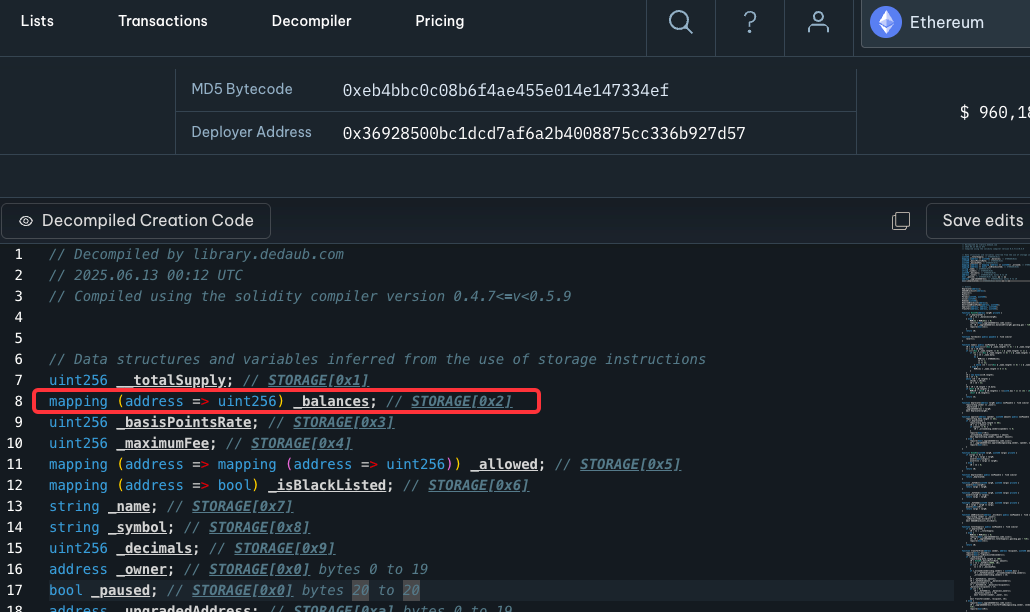 Lists Transactions Decompiler Pricing ? Ethereum
MD5 Bytecode 0xeb4bbc0c08b6f4ae455e014e147334ef
$ 960,18
Deployer Address 0x36928500bc1dcd7af6a2b4008875cc336b927d57
Decompiled Creation Code Save edits
1 // Decompiled by library.dedaub.com
2 // 2025.06.13 00:12 UTC
3 // Compiled using the solidity compiler version 0.4.7<=v<0.5.9
4
5
6 // Data structures and variables inferred from the use of storage instructions
7 uint256 __totalSupply; // STORAGE[0x1]
8 mapping (address => uint256) _balances; // STORAGE[0x2]
9 uint256 _basisPointsRate; // STORAGE[0x3]
10 uint256 _maximumFee; // STORAGE[0x4]
11 mapping (address => mapping (address => uint256)) _allowed; // STORAGE[0x5]
12 mapping (address => bool) _isBlackListed; // STORAGE[0x6]
13 string _name; // STORAGE[0x7]
14 string _symbol; // STORAGE[0x8]
15 uint256 _decimals; // STORAGE[0x9]
16 address _owner; // STORAGE[0x0] bytes 0 to 19
17 bool _paused; // STORAGE[0x0] bytes 20 to 20
18 address _upgradedAddress; // STORAGE[0xa] bytes 0 to 19